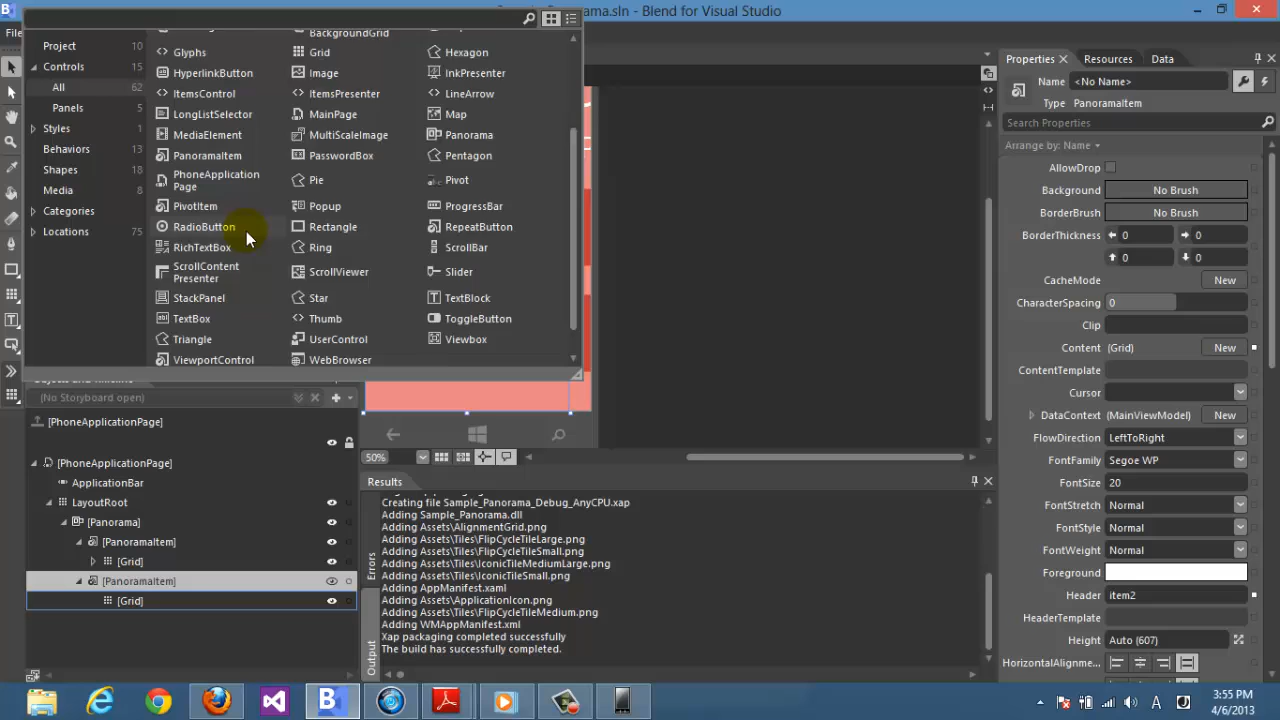 ama.sln - Blend for Visual Studio
File
Project 10
Controls 15
All 62
Panels 5
Styles 1
Behaviors 13
Shapes 18
Media 8
Categories
Locations 75
BackgroundGrid
Glyphs Grid Hexagon
HyperlinkButton Image InkPresenter
ItemsControl ItemsPresenter LineArrow
LongListSelector MainPage Map
MediaElement MultiScaleImage Panorama
PanoramaItem PasswordBox Pentagon
PhoneApplication
Page Pie Pivot
PivotItem Popup ProgressBar
RadioButton Rectangle RepeatButton
RichTextBox Ring ScrollBar
ScrollContent
Presenter ScrollViewer Slider
StackPanel Star TextBlock
TextBox Thumb ToggleButton
Triangle UserControl Viewbox
ViewportControl WebBrowser
(No Storyboard open)
[PhoneApplicationPage]
[PhoneApplicationPage]
ApplicationBar
LayoutRoot
[Panorama]
[PanoramaItem]
[Grid]
[PanoramaItem]
[Grid]
50%
Results
Errors
Output
Creating file Sample_Panorama_Debug_AnyCPU.xap
Adding Sample_Panorama.dll
Adding Assets\AlignmentGrid.png
Adding Assets\Tiles\FlipCycleTileLarge.png
Adding Assets\Tiles\FlipCycleTileSmall.png
Adding Assets\Tiles\IconicTileMediumLarge.png
Adding Assets\Tiles\IconicTileSmall.png
Adding AppManifest.xaml
Adding Assets\ApplicationIcon.png
Adding Assets\Tiles\FlipCycleTileMedium.png
Adding WMAppManifest.xml
Xap packaging completed successfully
The build has successfully completed.
Properties Resources Data
Name <No Name>
Type PanoramaItem
Search Properties
Arrange by: Name
AllowDrop
Background No Brush
BorderBrush No Brush
BorderThickness 0 0
0 0
CacheMode New
CharacterSpacing 0
Clip
Content (Grid) New
ContentTemplate
Cursor
DataContext (MainViewModel) New
FlowDirection LeftToRight
FontFamily Segoe WP
FontSize 20
FontStretch Normal
FontStyle Normal
FontWeight Normal
Foreground
Header item2
HeaderTemplate
Height Auto (607)
HorizontalAlignme...
A
3:55 PM
4/6/2013